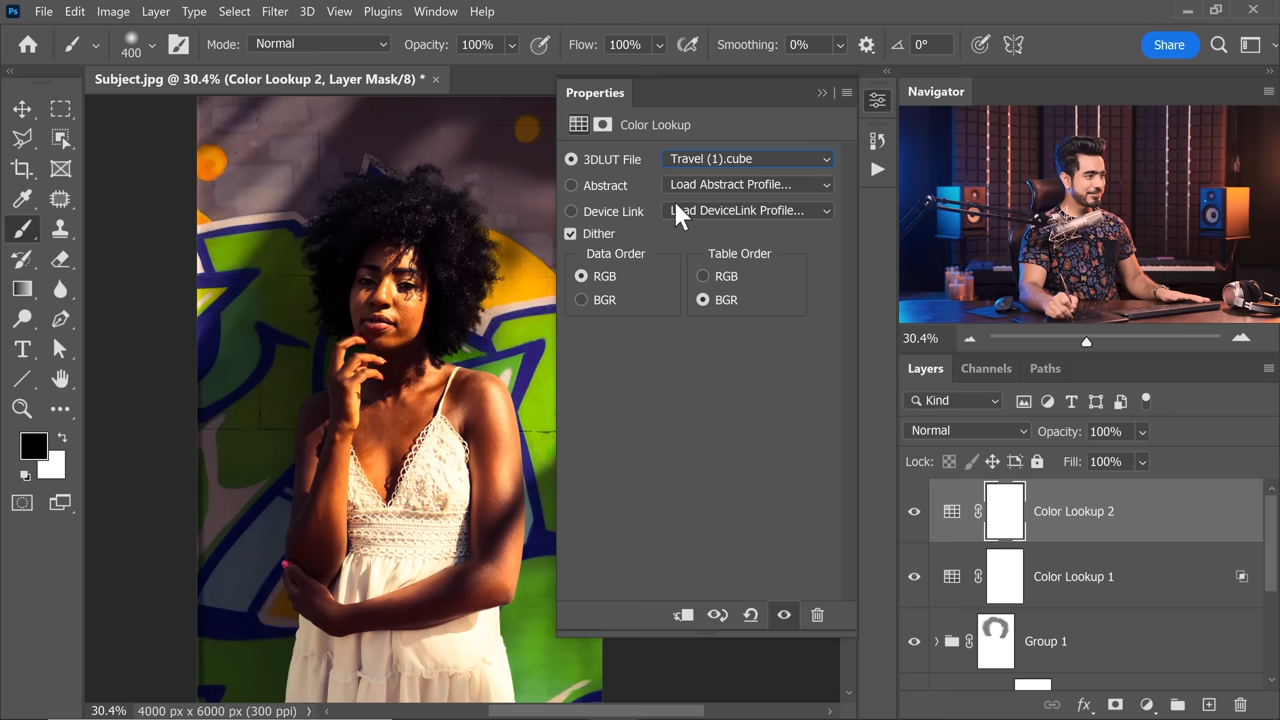 Ps File Edit Image Layer Type Select Filter 3D View Plugins Window Help
400 Mode: Normal Opacity: 100% Flow: 100% Smoothing: 0% 0° Share
Subject.jpg @ 30.4% (Color Lookup 2, Layer Mask/8) *
Properties
Color Lookup
3DLUT File Travel (1).cube
Abstract Load Abstract Profile...
Device Link Load DeviceLink Profile...
Dither
Data Order Table Order
RGB RGB
BGR BGR
Navigator
30.4%
Layers Channels Paths
Kind
Normal Opacity: 100%
Lock: Fill: 100%
Color Lookup 2
Color Lookup 1
Group 1
fx
30.4% 4000 px x 6000 px (300 ppi)